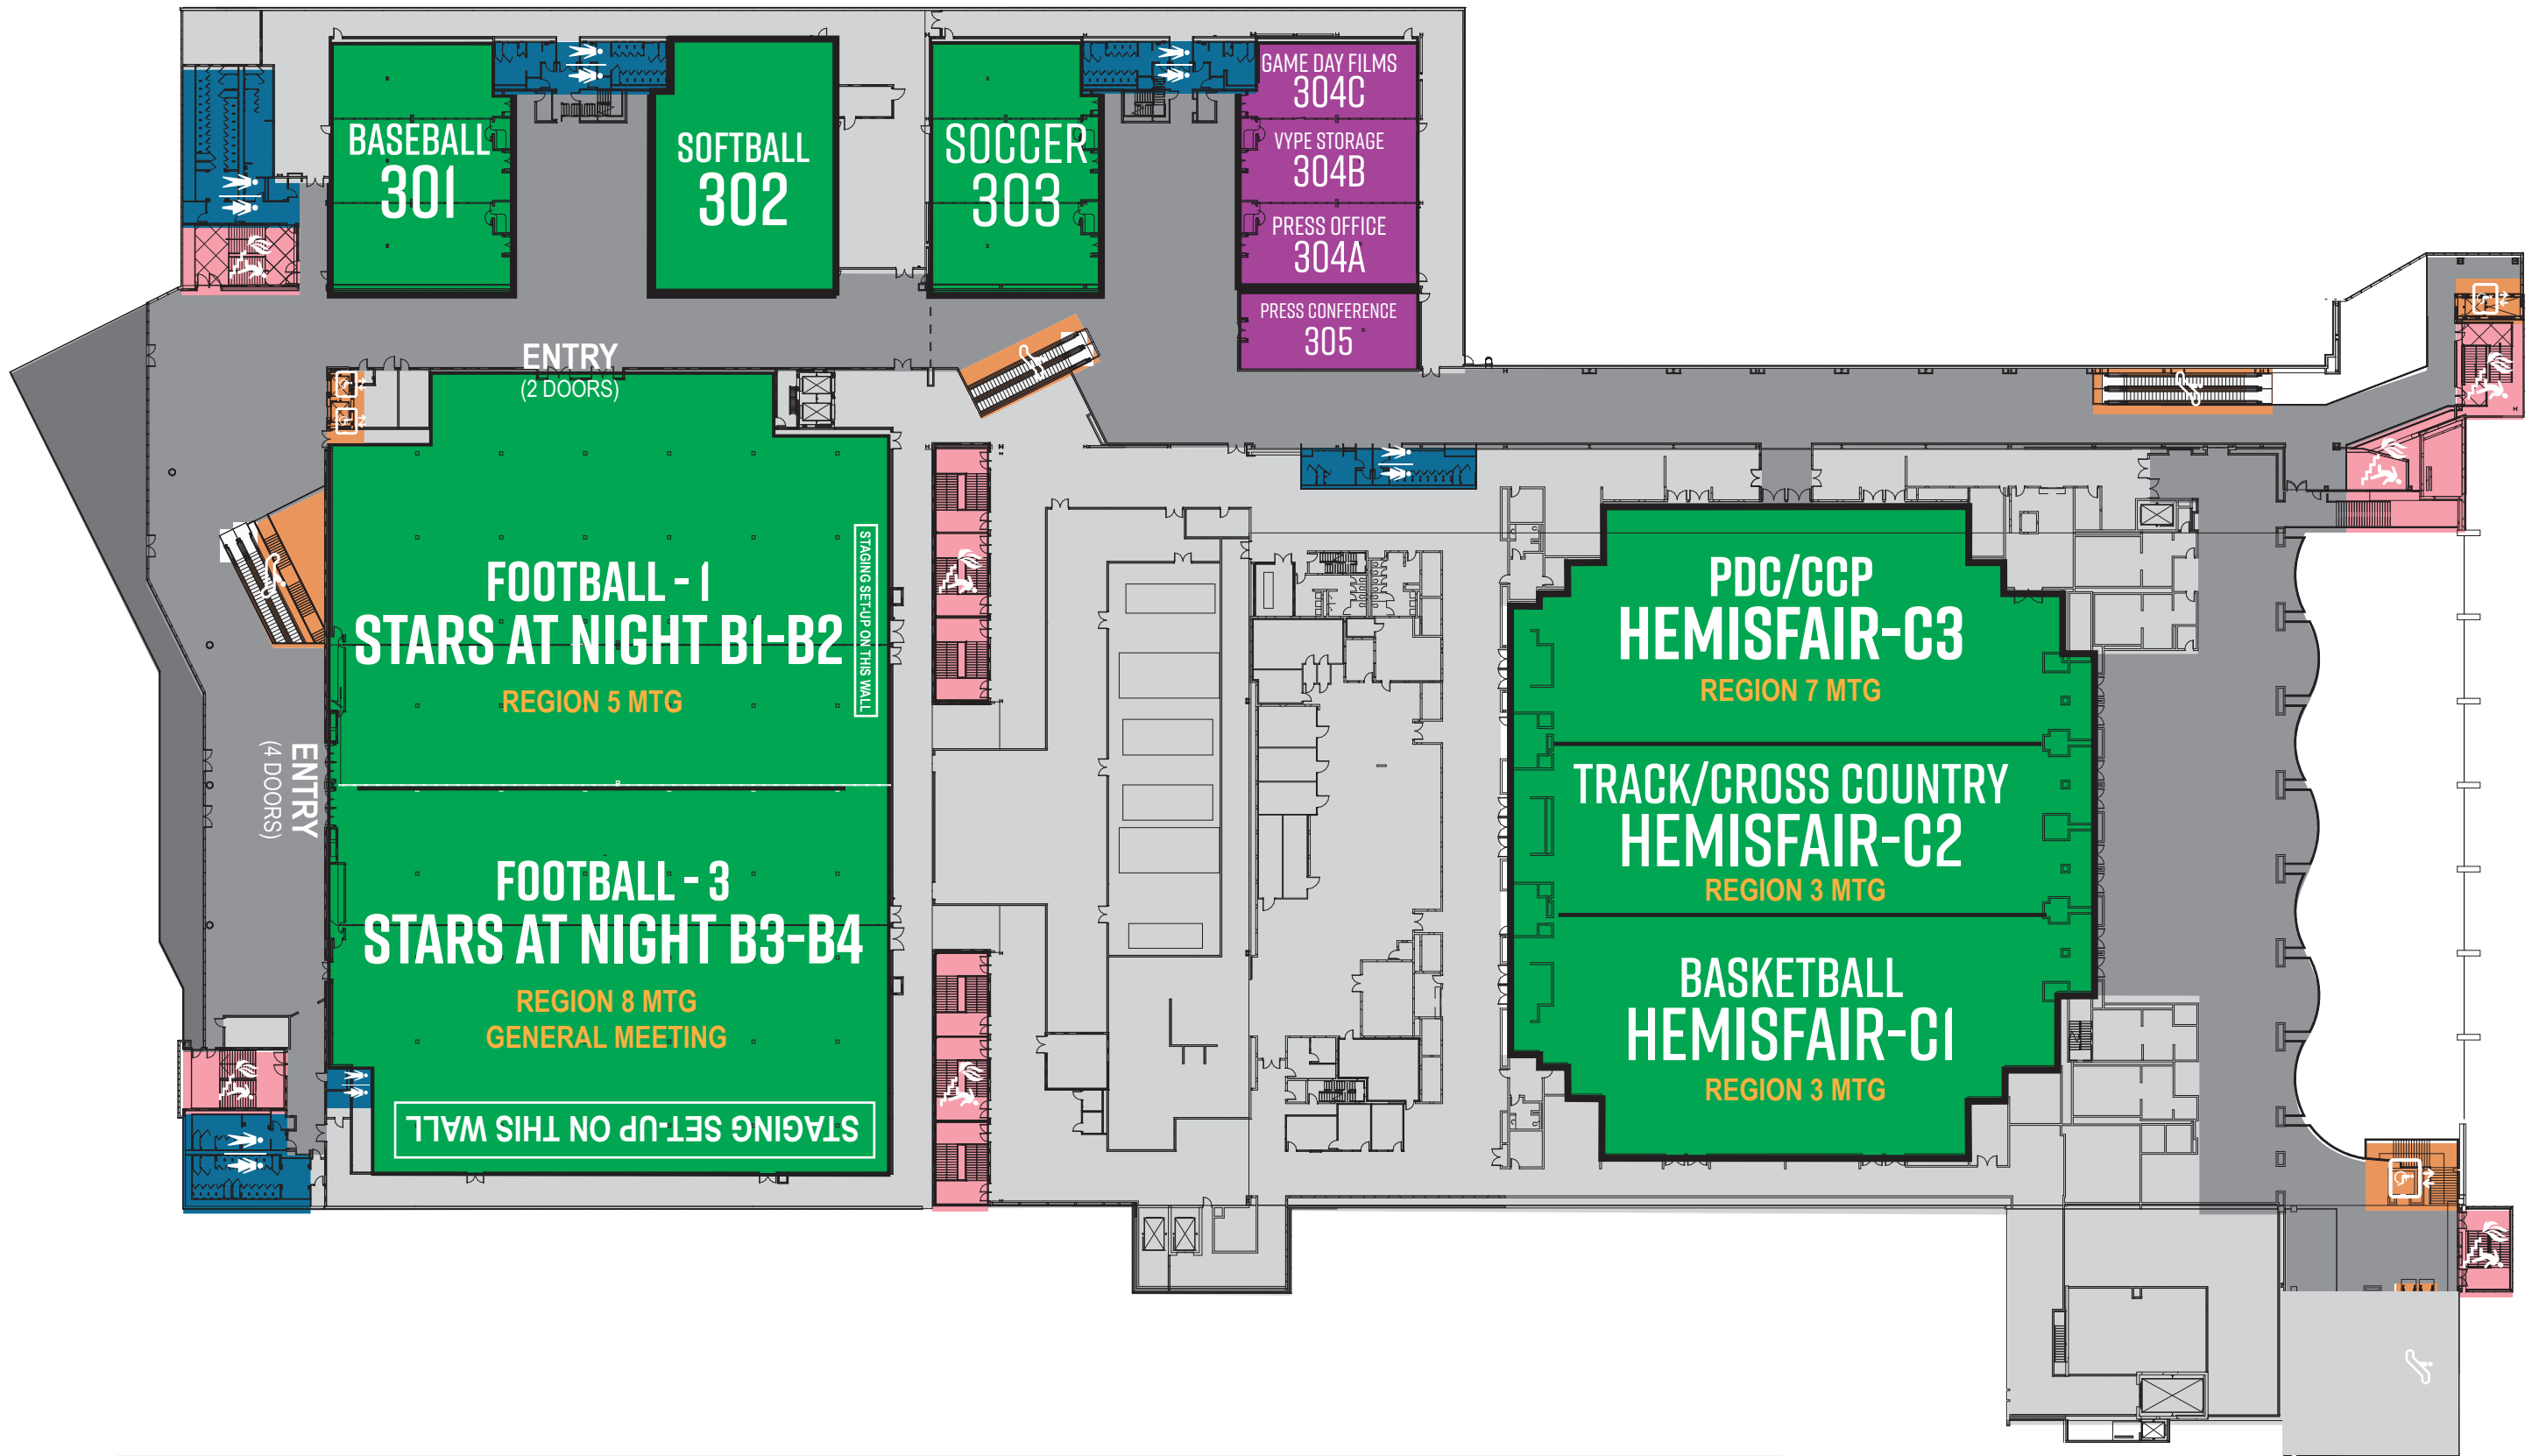 BASEBALL
301
SOFTBALL
302
SOCCER
303
GAME DAY FILMS
304C
VYPE STORAGE
304B
PRESS OFFICE
304A
PRESS CONFERENCE
305
ENTRY
(2 DOORS)
FOOTBALL - 1
STARS AT NIGHT B1-B2
REGION 5 MTG
STAGING SET-UP ON THIS WALL
ENTRY
(4 DOORS)
FOOTBALL - 3
STARS AT NIGHT B3-B4
REGION 8 MTG
GENERAL MEETING
STAGING SET-UP ON THIS WALL
PDC/CCP
HEMISFAIR-C3
REGION 7 MTG
TRACK/CROSS COUNTRY
HEMISFAIR-C2
REGION 3 MTG
BASKETBALL
HEMISFAIR-C1
REGION 3 MTG